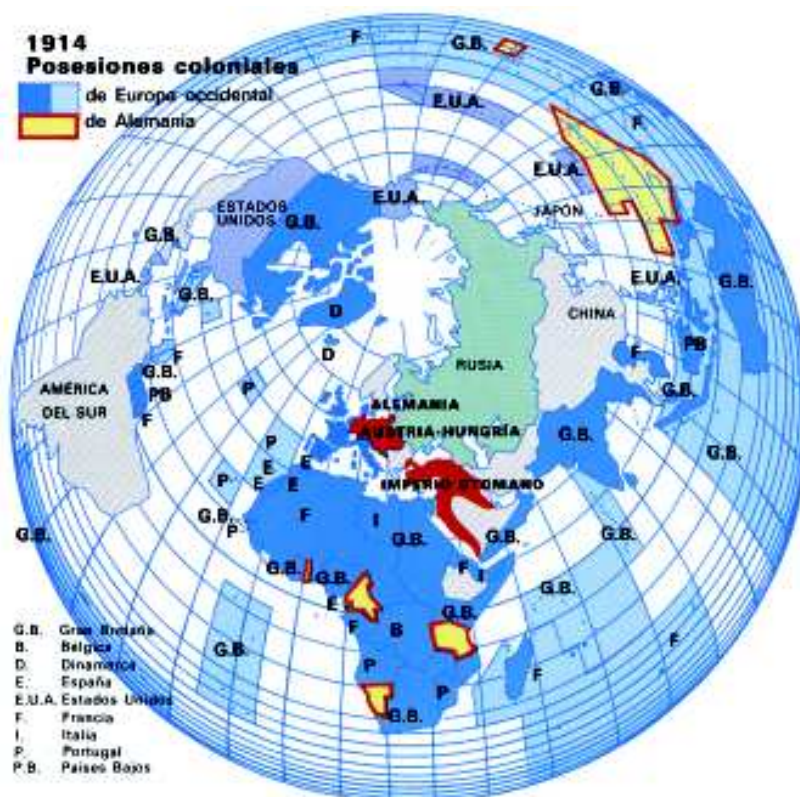 1914
Posesiones coloniales
de Europa occidental
de Alemania
F
G.B.
E.U.A.
G.B.
F
E.U.A.
JAPÓN
ESTADOS
UNIDOS
G.B.
E.U.A.
G.B.
E.U.A.
G.B.
E.U.A.
G.B.
D
CHINA
D
RUSIA
F
PB
G.B.
F
G.B.
PB
F
P
AMÉRICA
DEL SUR
ALEMANIA
AUSTRIA-HUNGRÍA
G.B.
G.B.
P
E
E
P
E
E
IMPERIO OTOMANO
G.B.
P
F
I
G.B.
G.B.
G.B.
G.B.
G.B.
G.B.
F
I
G.B.
E
F
B
G.B.
G.B.
P
P
F
F
G.B.
G.B. Gran Bretaña
B. Bélgica
D. Dinamarca
E. España
E.U.A. Estados Unidos
F. Francia
I. Italia
P. Portugal
P.B. Países Bajos